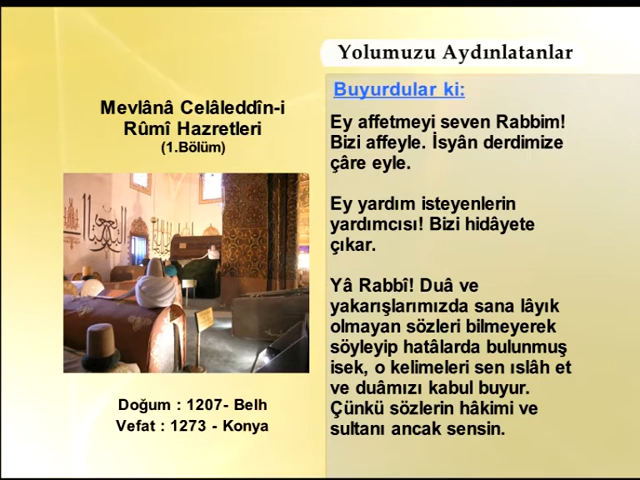 Yolumuzu Aydınlatanlar
Mevlânâ Celâleddîn-i
Rûmî Hazretleri
(1.Bölüm)
Doğum : 1207- Belh
Vefat : 1273 - Konya
Buyurdular ki:
Ey affetmeyi seven Rabbim!
Bizi affeyle. İsyân derdimize
çâre eyle.
Ey yardım isteyenlerin
yardımcısı! Bizi hidâyete
çıkar.
Yâ Rabbî! Duâ ve
yakarışlarımızda sana lâyık
olmayan sözleri bilmeyerek
söyleyip hatâlarda bulunmuş
isek, o kelimeleri sen ıslâh et
ve duâmızı kabul buyur.
Çünkü sözlerin hâkimi ve
sultanı ancak sensin.